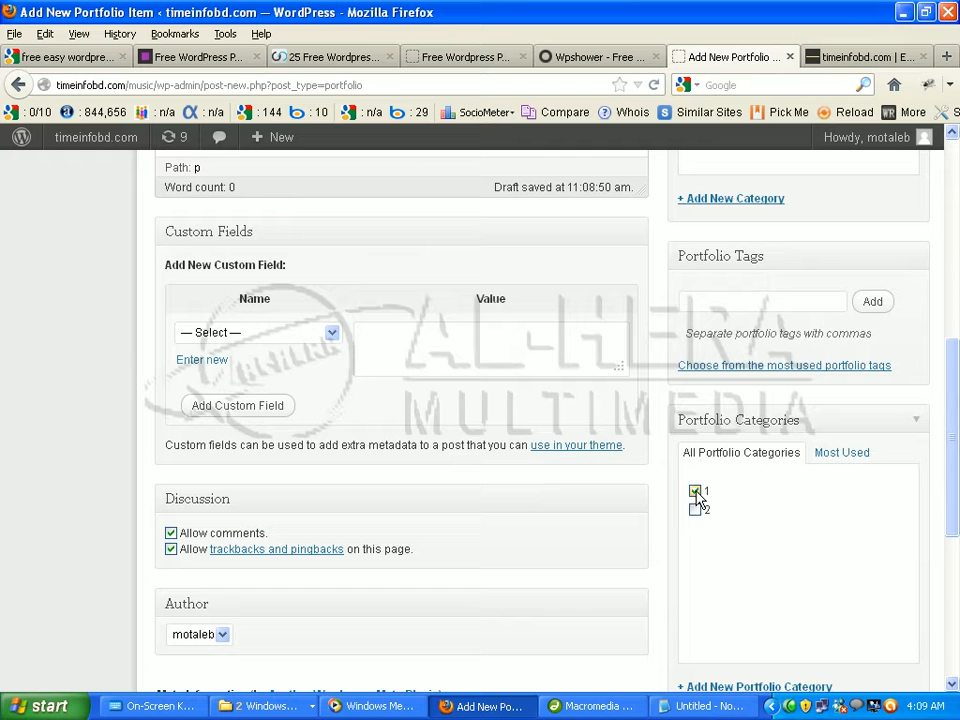 Add New Portfolio Item ‹ timeinfobd.com — WordPress - Mozilla Firefox
File Edit View History Bookmarks Tools Help
free easy wordpre...
Free WordPress P...
25 Free Wordpres...
Free Wordpress P...
Wpshower - Free ...
Add New Portfolio ...
timeinfobd.com | E...
timeinfobd.com/music/wp-admin/post-new.php?post_type=portfolio
Google
: 0/10 : 844,656 : n/a : n/a : 144 : 10 : n/a : 29 SocioMeter Compare Whois Similar Sites Pick Me Reload More
timeinfobd.com 9 New Howdy, motaleb
Path: p
Word count: 0 Draft saved at 11:08:50 am.
+ Add New Category
Custom Fields
Add New Custom Field:
Name Value
— Select —
Enter new
Add Custom Field
Custom fields can be used to add extra metadata to a post that you can use in your theme.
Portfolio Tags
Add
Separate portfolio tags with commas
Choose from the most used portfolio tags
AL-HERA
MULTIMEDIA
Portfolio Categories
All Portfolio Categories Most Used
1
2
Discussion
Allow comments.
Allow trackbacks and pingbacks on this page.
Author
motaleb
+ Add New Portfolio Category
start On-Screen K... 2 Windows... Windows Me... Add New Po... Macromedia ... Untitled - No... 4:09 AM